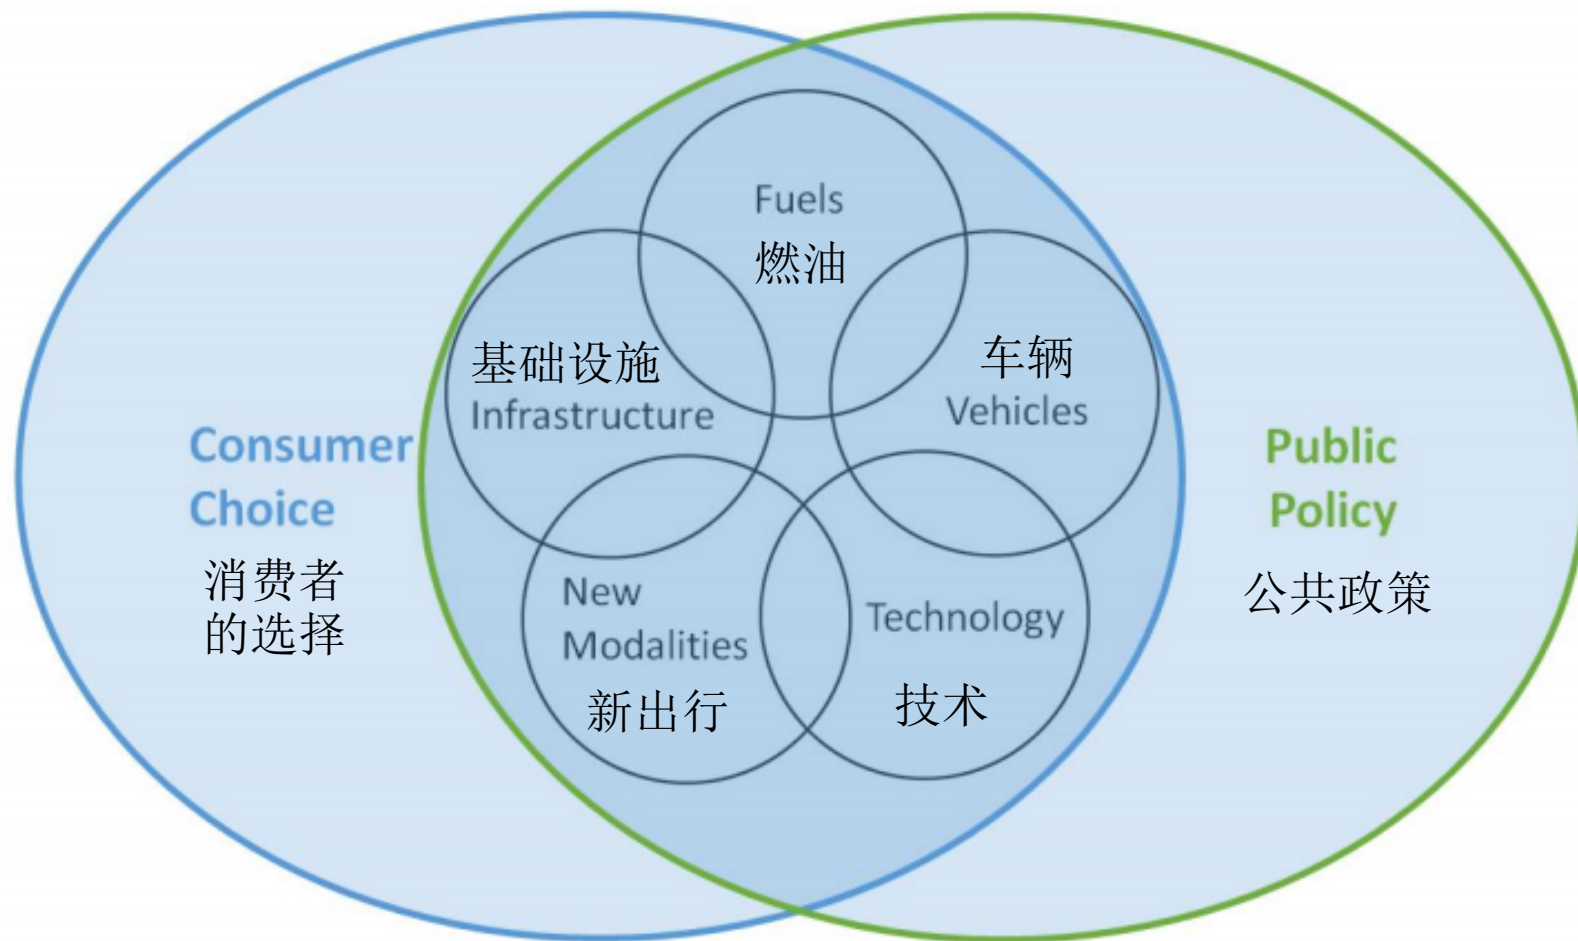 Fuels
燃油
基础设施
Infrastructure
车辆
Vehicles
Consumer
Choice
消费者
的选择
Public
Policy
公共政策
New
Modalities
新出行
Technology
技术